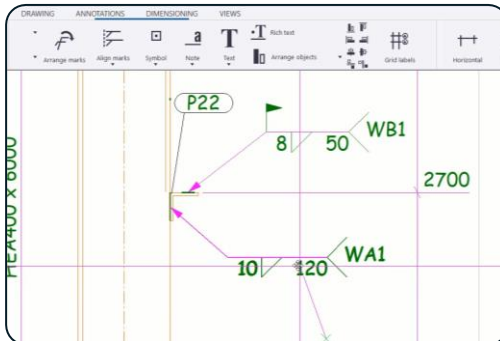 DRAWING ANNOTATIONS DIMENSIONING VIEWS
Rich text
Arrange marks Align marks Symbol Note Text Arrange objects Grid labels Horizontal
P22
WB1
8 50
2700
HEA400 x 6000
WA1
10 120